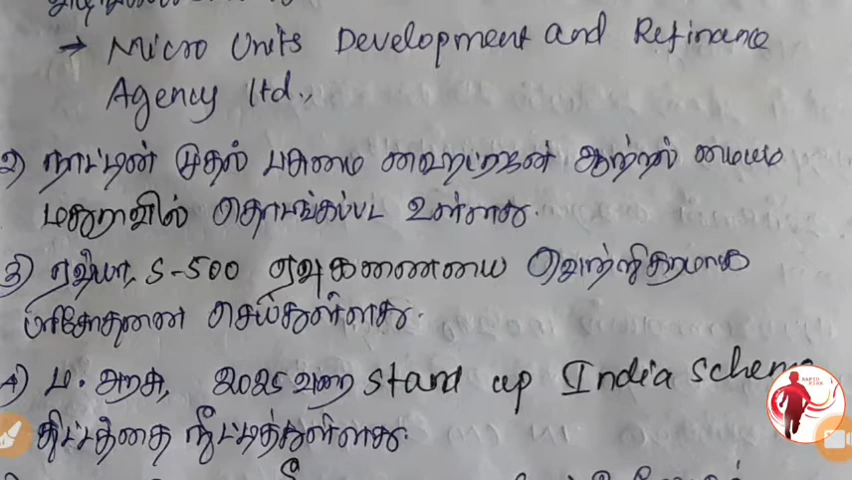 → Micro Units Development and Refinance
Agency ltd.,
2) நாட்டின் முதல் பசுமை ஹைட்ரஜன் ஆற்றல் மையம்
மதுராவில் தொடங்கப்பட உள்ளது.
3) ரஷ்யா, S-500 ஏவுகணையை வெற்றிகரமாக
பரிசோதனை செய்துள்ளது.
4) ம. அரசு, 2025 வரை stand up India scheme
திட்டத்தை நீட்டித்துள்ளது.